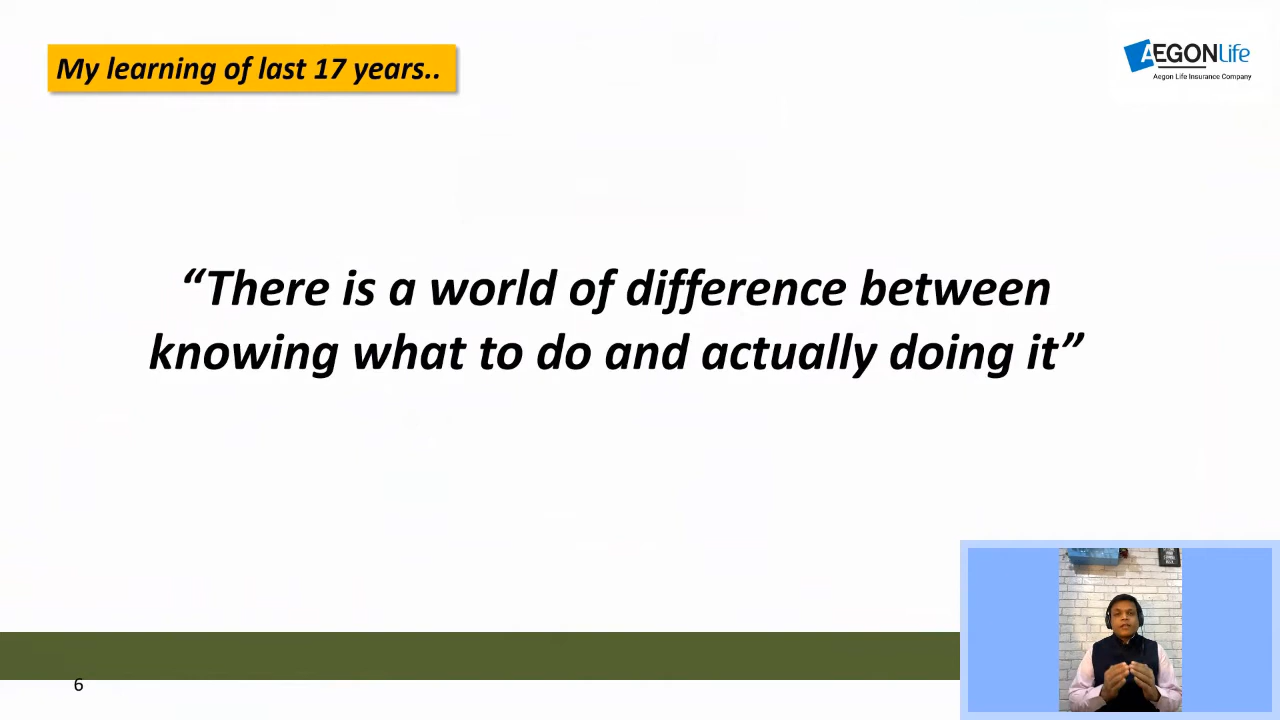 My learning of last 17 years..
AEGONLife
Aegon Life Insurance Company
“There is a world of difference between
knowing what to do and actually doing it”
6